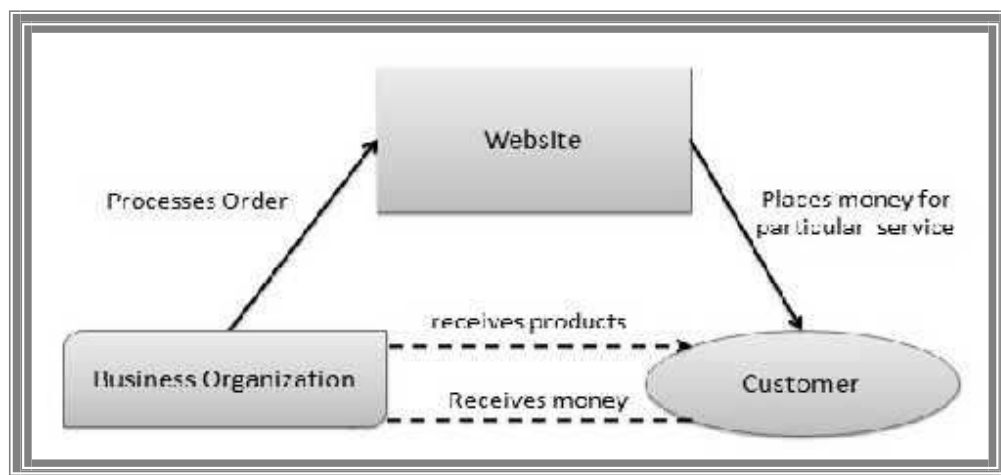 Website
Processes Order
Places money for
particular service
receives products
Business Organization
Customer
Receives money